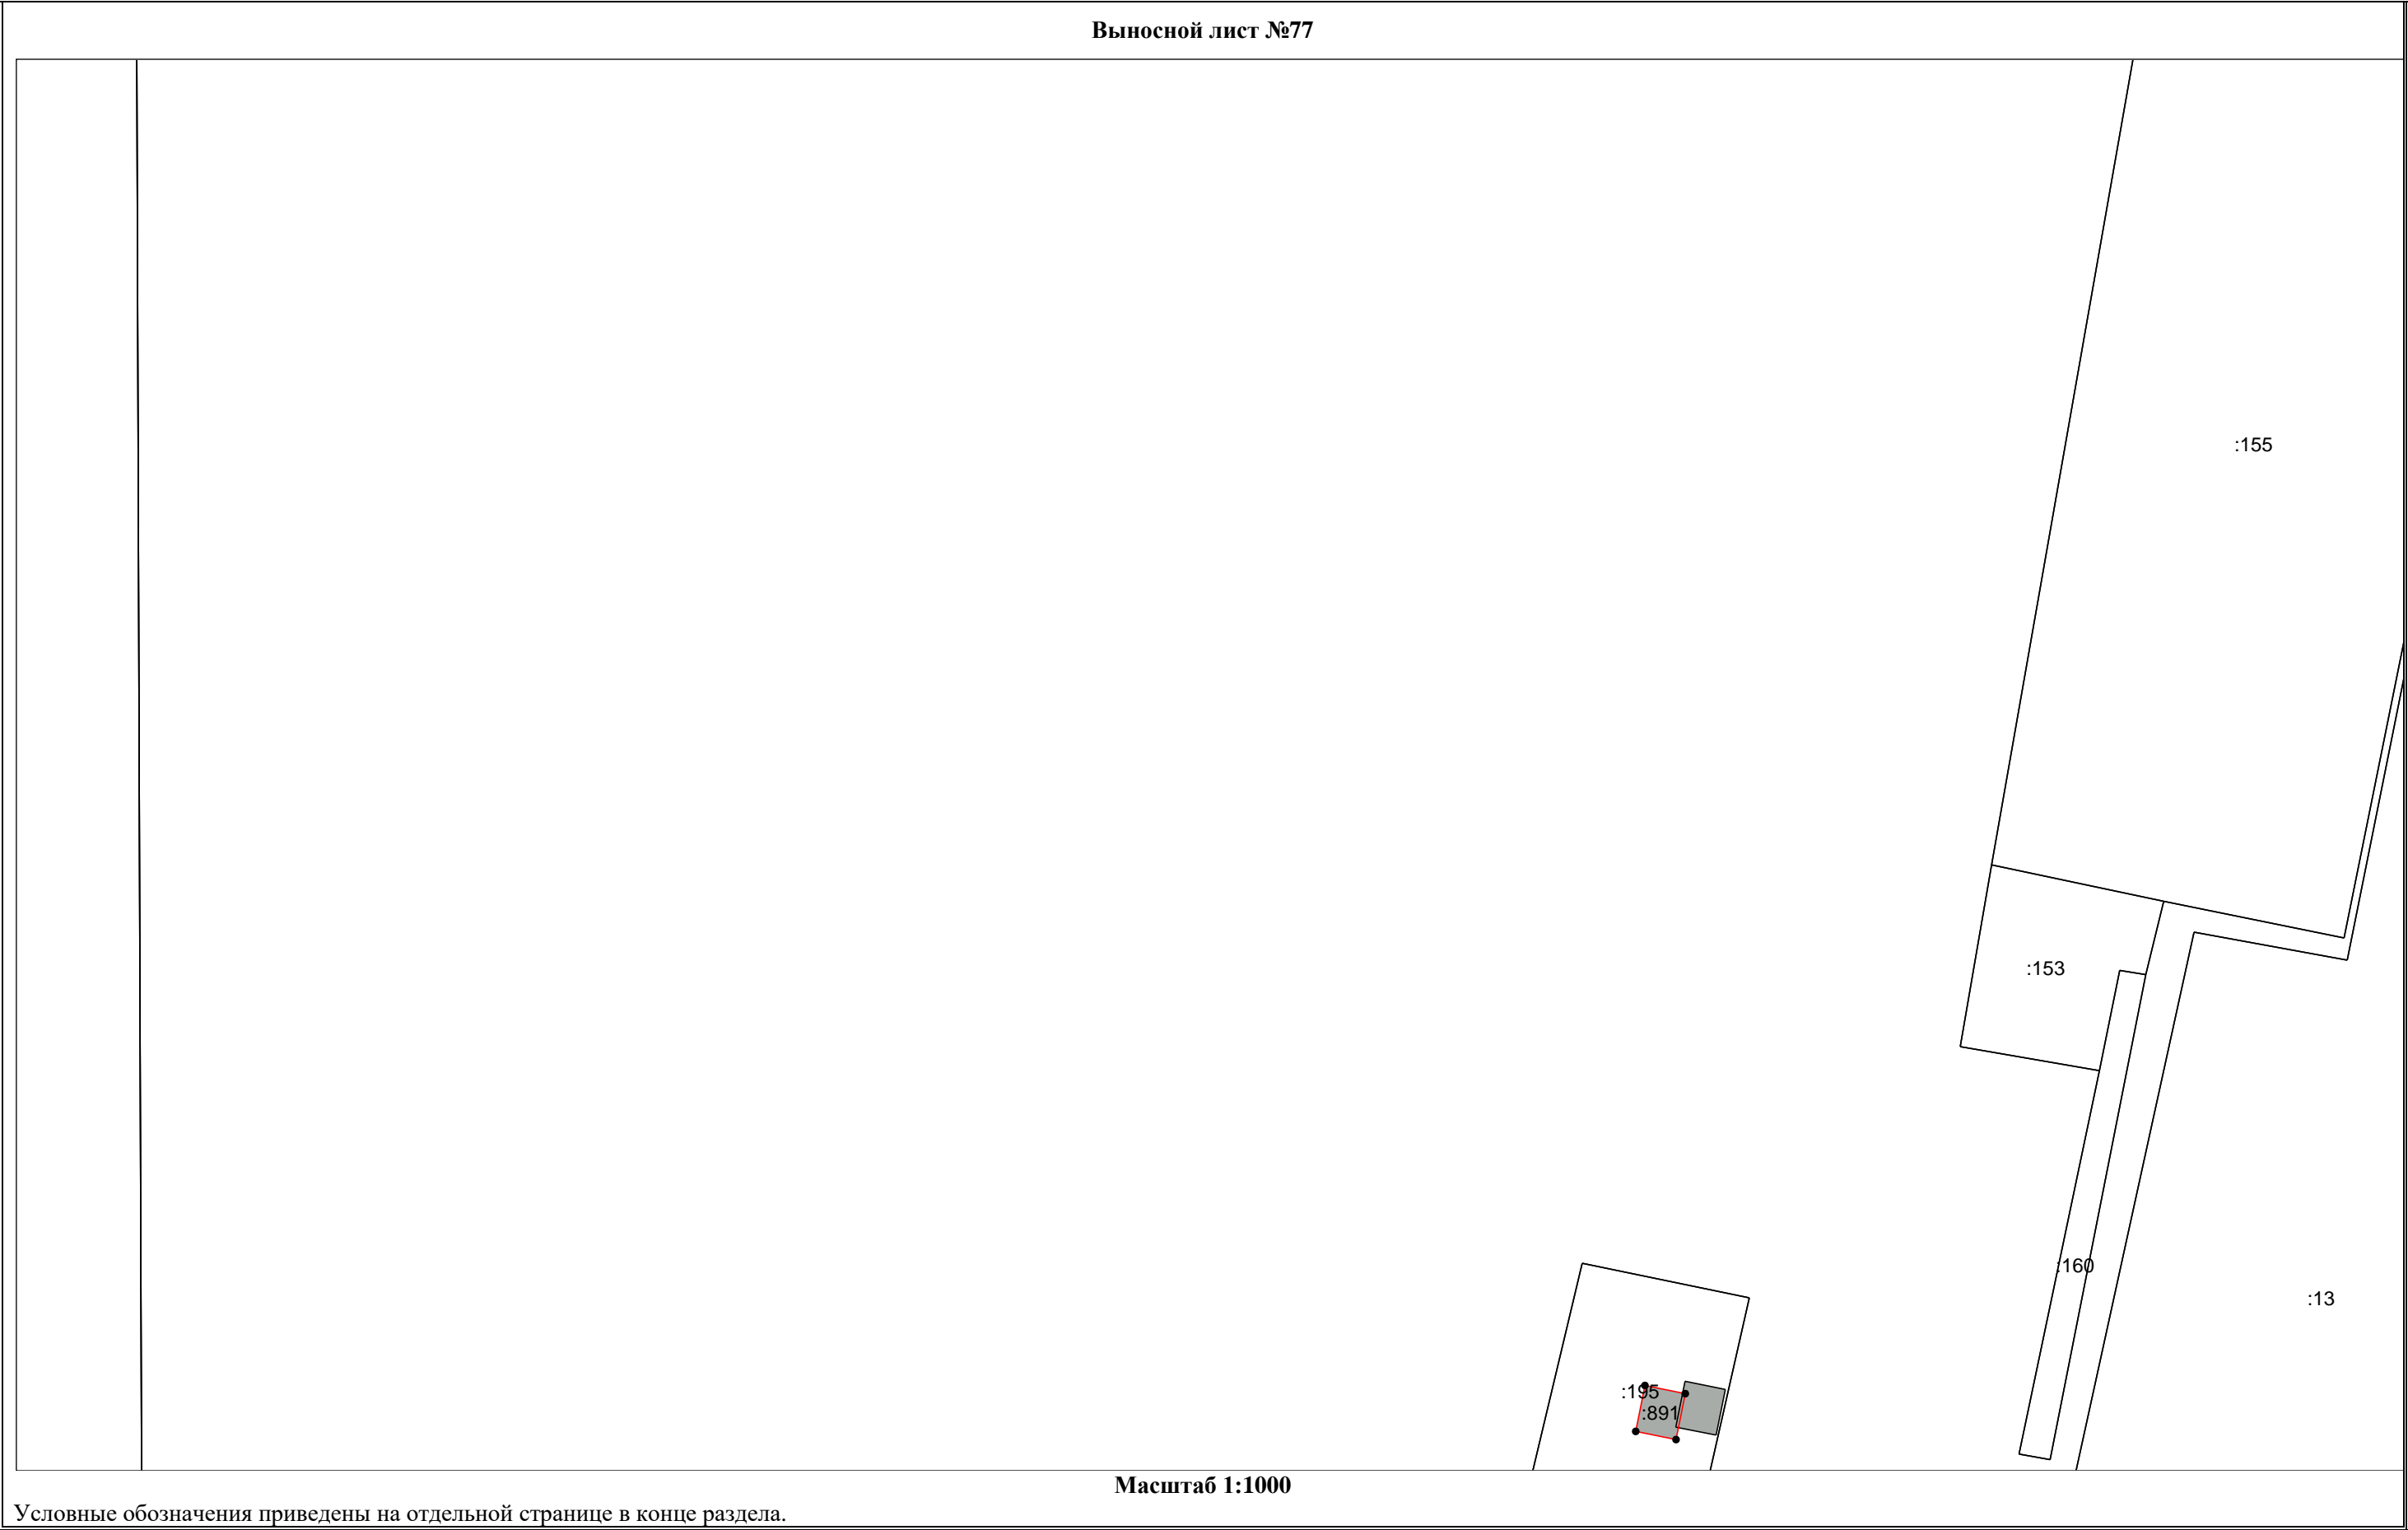 Выносной лист №77
:155
:153
:160
:13
:195
:891
Масштаб 1:1000
Условные обозначения приведены на отдельной странице в конце раздела.